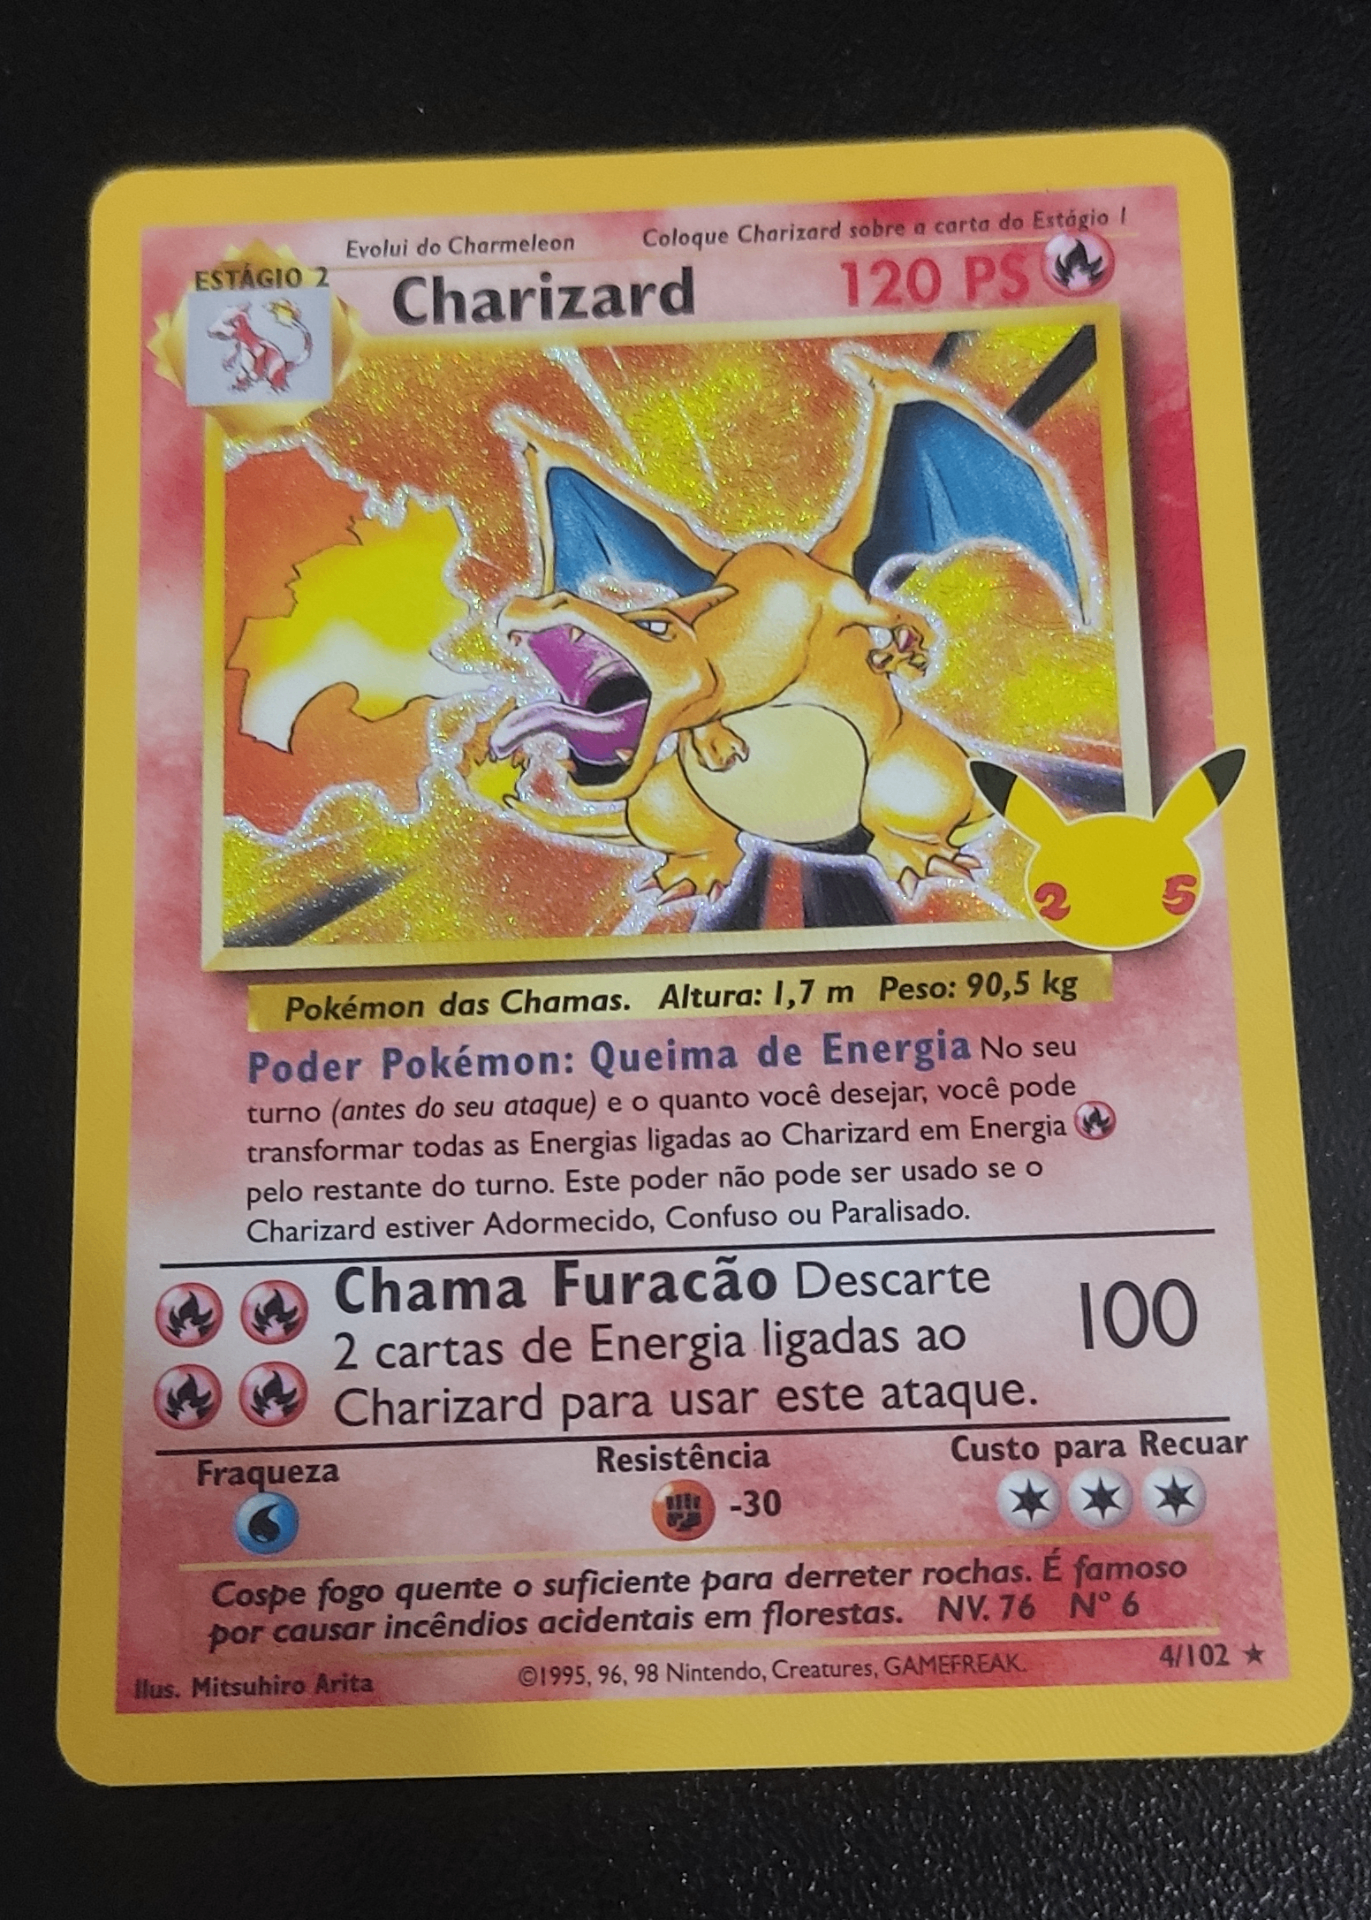 Evolui do Charmeleon Coloque Charizard sobre a carta do Estágio 1
ESTÁGIO 2
Charizard 120 PS
25
Pokémon das Chamas. Altura: 1,7 m Peso: 90,5 kg
Poder Pokémon: Queima de Energia No seu
turno (antes do seu ataque) e o quanto você desejar, você pode
transformar todas as Energias ligadas ao Charizard em Energia
pelo restante do turno. Este poder não pode ser usado se o
Charizard estiver Adormecido, Confuso ou Paralisado.
Chama Furacão Descarte
2 cartas de Energia ligadas ao
Charizard para usar este ataque.
100
Fraqueza Resistência Custo para Recuar
-30
Cospe fogo quente o suficiente para derreter rochas. É famoso
por causar incêndios acidentais em florestas. NV. 76 Nº 6
Ilus. Mitsuhiro Arita ©1995, 96, 98 Nintendo, Creatures, GAMEFREAK. 4/102 ★